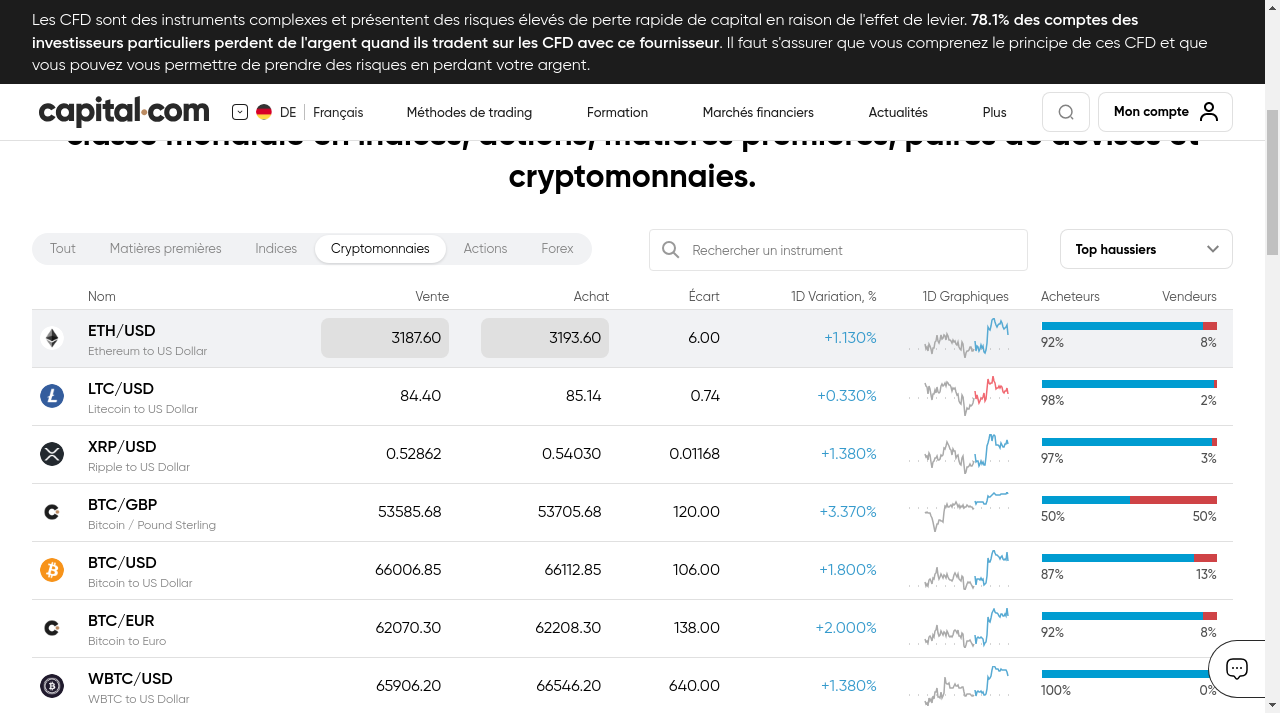 Les CFD sont des instruments complexes et présentent des risques élevés de perte rapide de capital en raison de l'effet de levier. 78.1% des comptes des
investisseurs particuliers perdent de l'argent quand ils tradent sur les CFD avec ce fournisseur. Il faut s'assurer que vous comprenez le principe de ces CFD et que
vous pouvez vous permettre de prendre des risques en perdant votre argent.
capital.com DE Français Méthodes de trading Formation Marchés financiers Actualités Plus Mon compte
classe mondiale en indices, actions, matières premières, paires de devises et
cryptomonnaies.
Tout Matières premières Indices Cryptomonnaies Actions Forex Rechercher un instrument Top haussiers
Nom Vente Achat Écart 1D Variation, % 1D Graphiques Acheteurs Vendeurs
ETH/USD 3187.60 3193.60 6.00 +1.130%
Ethereum to US Dollar 92% 8%
LTC/USD 84.40 85.14 0.74 +0.330%
Litecoin to US Dollar 98% 2%
XRP/USD 0.52862 0.54030 0.01168 +1.380%
Ripple to US Dollar 97% 3%
BTC/GBP 53585.68 53705.68 120.00 +3.370%
Bitcoin / Pound Sterling 50% 50%
BTC/USD 66006.85 66112.85 106.00 +1.800%
Bitcoin to US Dollar 87% 13%
BTC/EUR 62070.30 62208.30 138.00 +2.000%
Bitcoin to Euro 92% 8%
WBTC/USD 65906.20 66546.20 640.00 +1.380%
WBTC to US Dollar 100% 0%